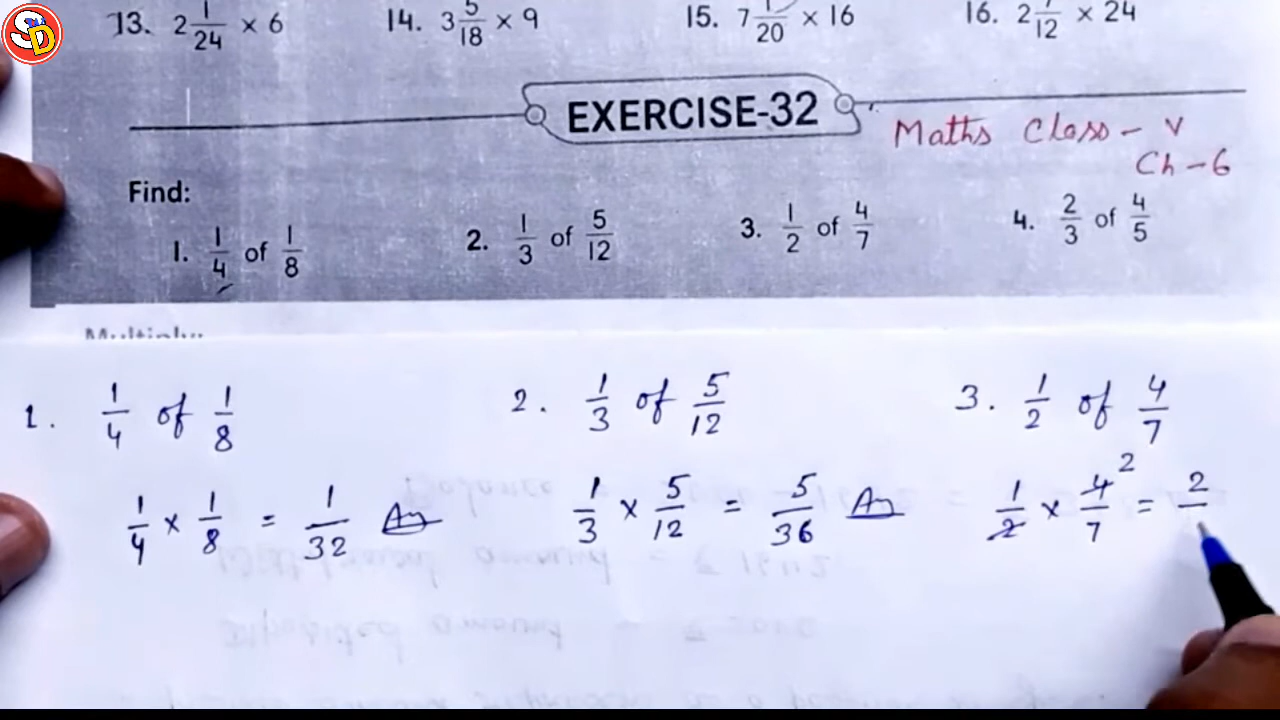 SD
13. 2 1/24 × 6 14. 3 5/18 × 9 15. 7 1/20 × 16 16. 2 7/12 × 24
EXERCISE-32
Maths Class - V
Ch - 6
Find:
1. 1/4 of 1/8 2. 1/3 of 5/12 3. 1/2 of 4/7 4. 2/3 of 4/5
1. 1/4 of 1/8 2. 1/3 of 5/12 3. 1/2 of 4/7
1/4 × 1/8 = 1/32 An 1/3 × 5/12 = 5/36 An 1/2 × 4/7 2 = 2/